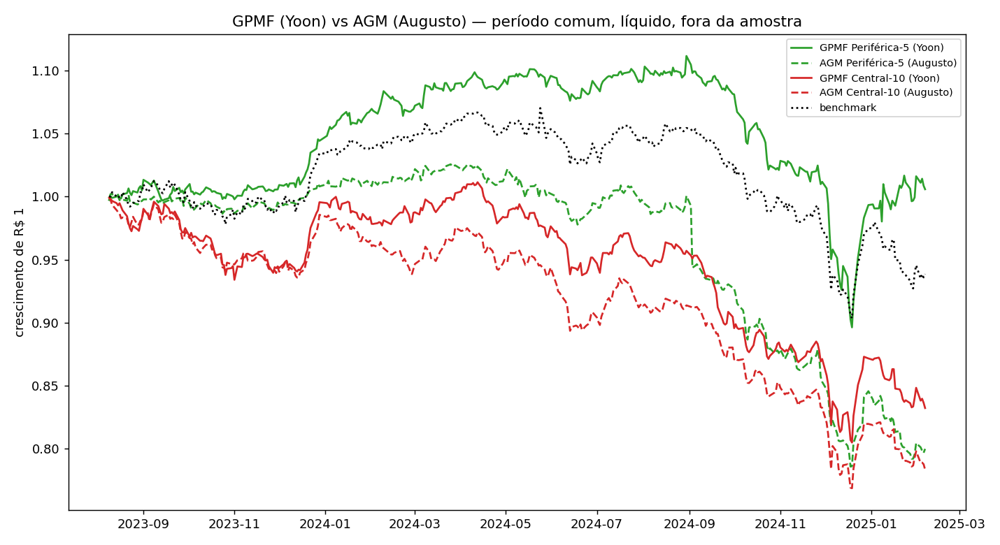 GPMF (Yoon) vs AGM (Augusto) — período comum, líquido, fora da amostra
GPMF Periférica-5 (Yoon)
AGM Periférica-5 (Augusto)
GPMF Central-10 (Yoon)
AGM Central-10 (Augusto)
benchmark
crescimento de R$ 1
1.10
1.05
1.00
0.95
0.90
0.85
0.80
2023-09
2023-11
2024-01
2024-03
2024-05
2024-07
2024-09
2024-11
2025-01
2025-03